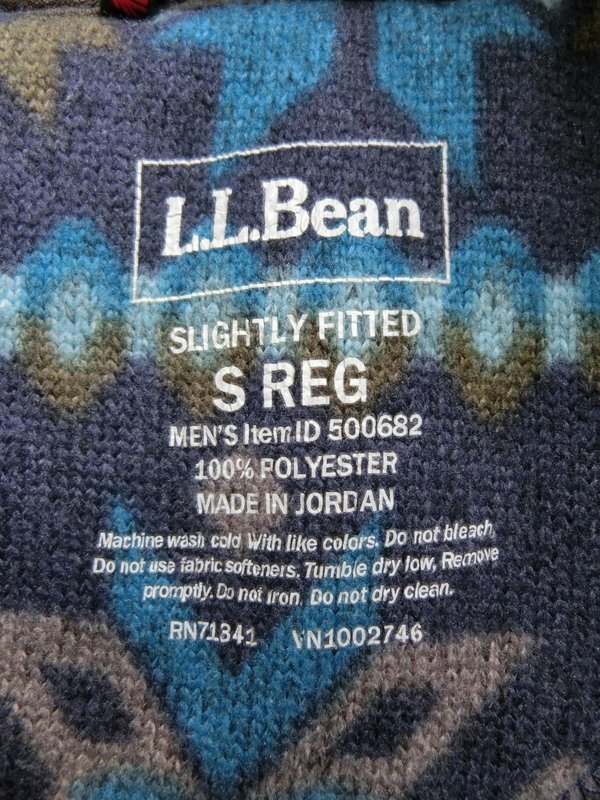 L.L.Bean
SLIGHTLY FITTED
S REG
MEN'S Item ID 500682
100% POLYESTER
MADE IN JORDAN
Machine wash cold With like colors. Do not bleach,
Do not use fabric softeners. Tumble dry low, Remove
promptly. Do not iron, Do not dry clean.
RN71341 VN1002746